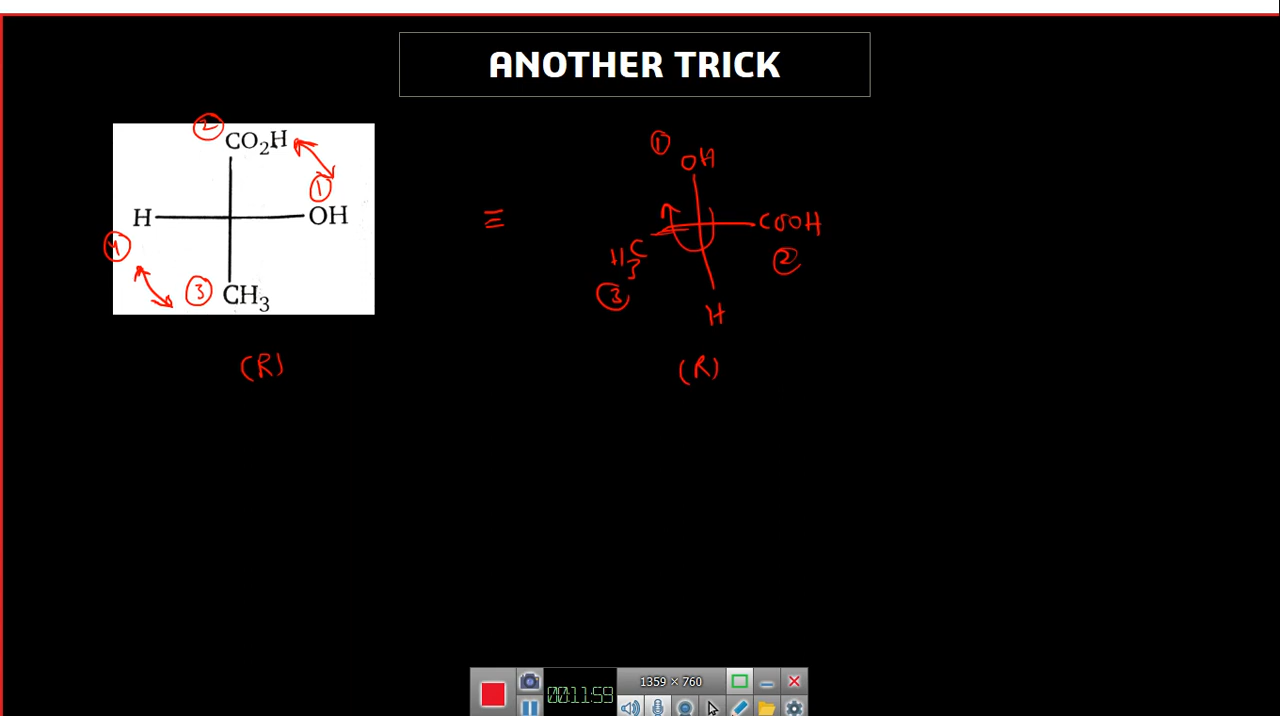 ANOTHER TRICK
②
CO₂H
①
H
OH
④
③
CH₃
(R)
≡
①
OH
COOH
H₃C
②
③
H
(R)
00:11:59
1359 × 760